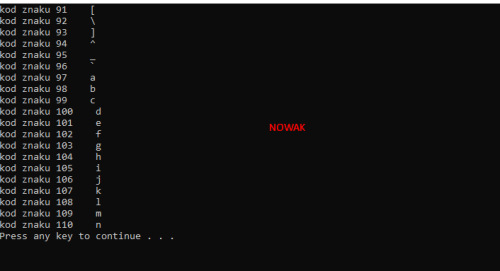 kod znaku 91 [
kod znaku 92 \
kod znaku 93 ]
kod znaku 94 ^
kod znaku 95 _
kod znaku 96 `
kod znaku 97 a
kod znaku 98 b
kod znaku 99 c
kod znaku 100 d
kod znaku 101 e
kod znaku 102 f
kod znaku 103 g
kod znaku 104 h
kod znaku 105 i
kod znaku 106 j
kod znaku 107 k
kod znaku 108 l
kod znaku 109 m
kod znaku 110 n
Press any key to continue . . .
NOWAK